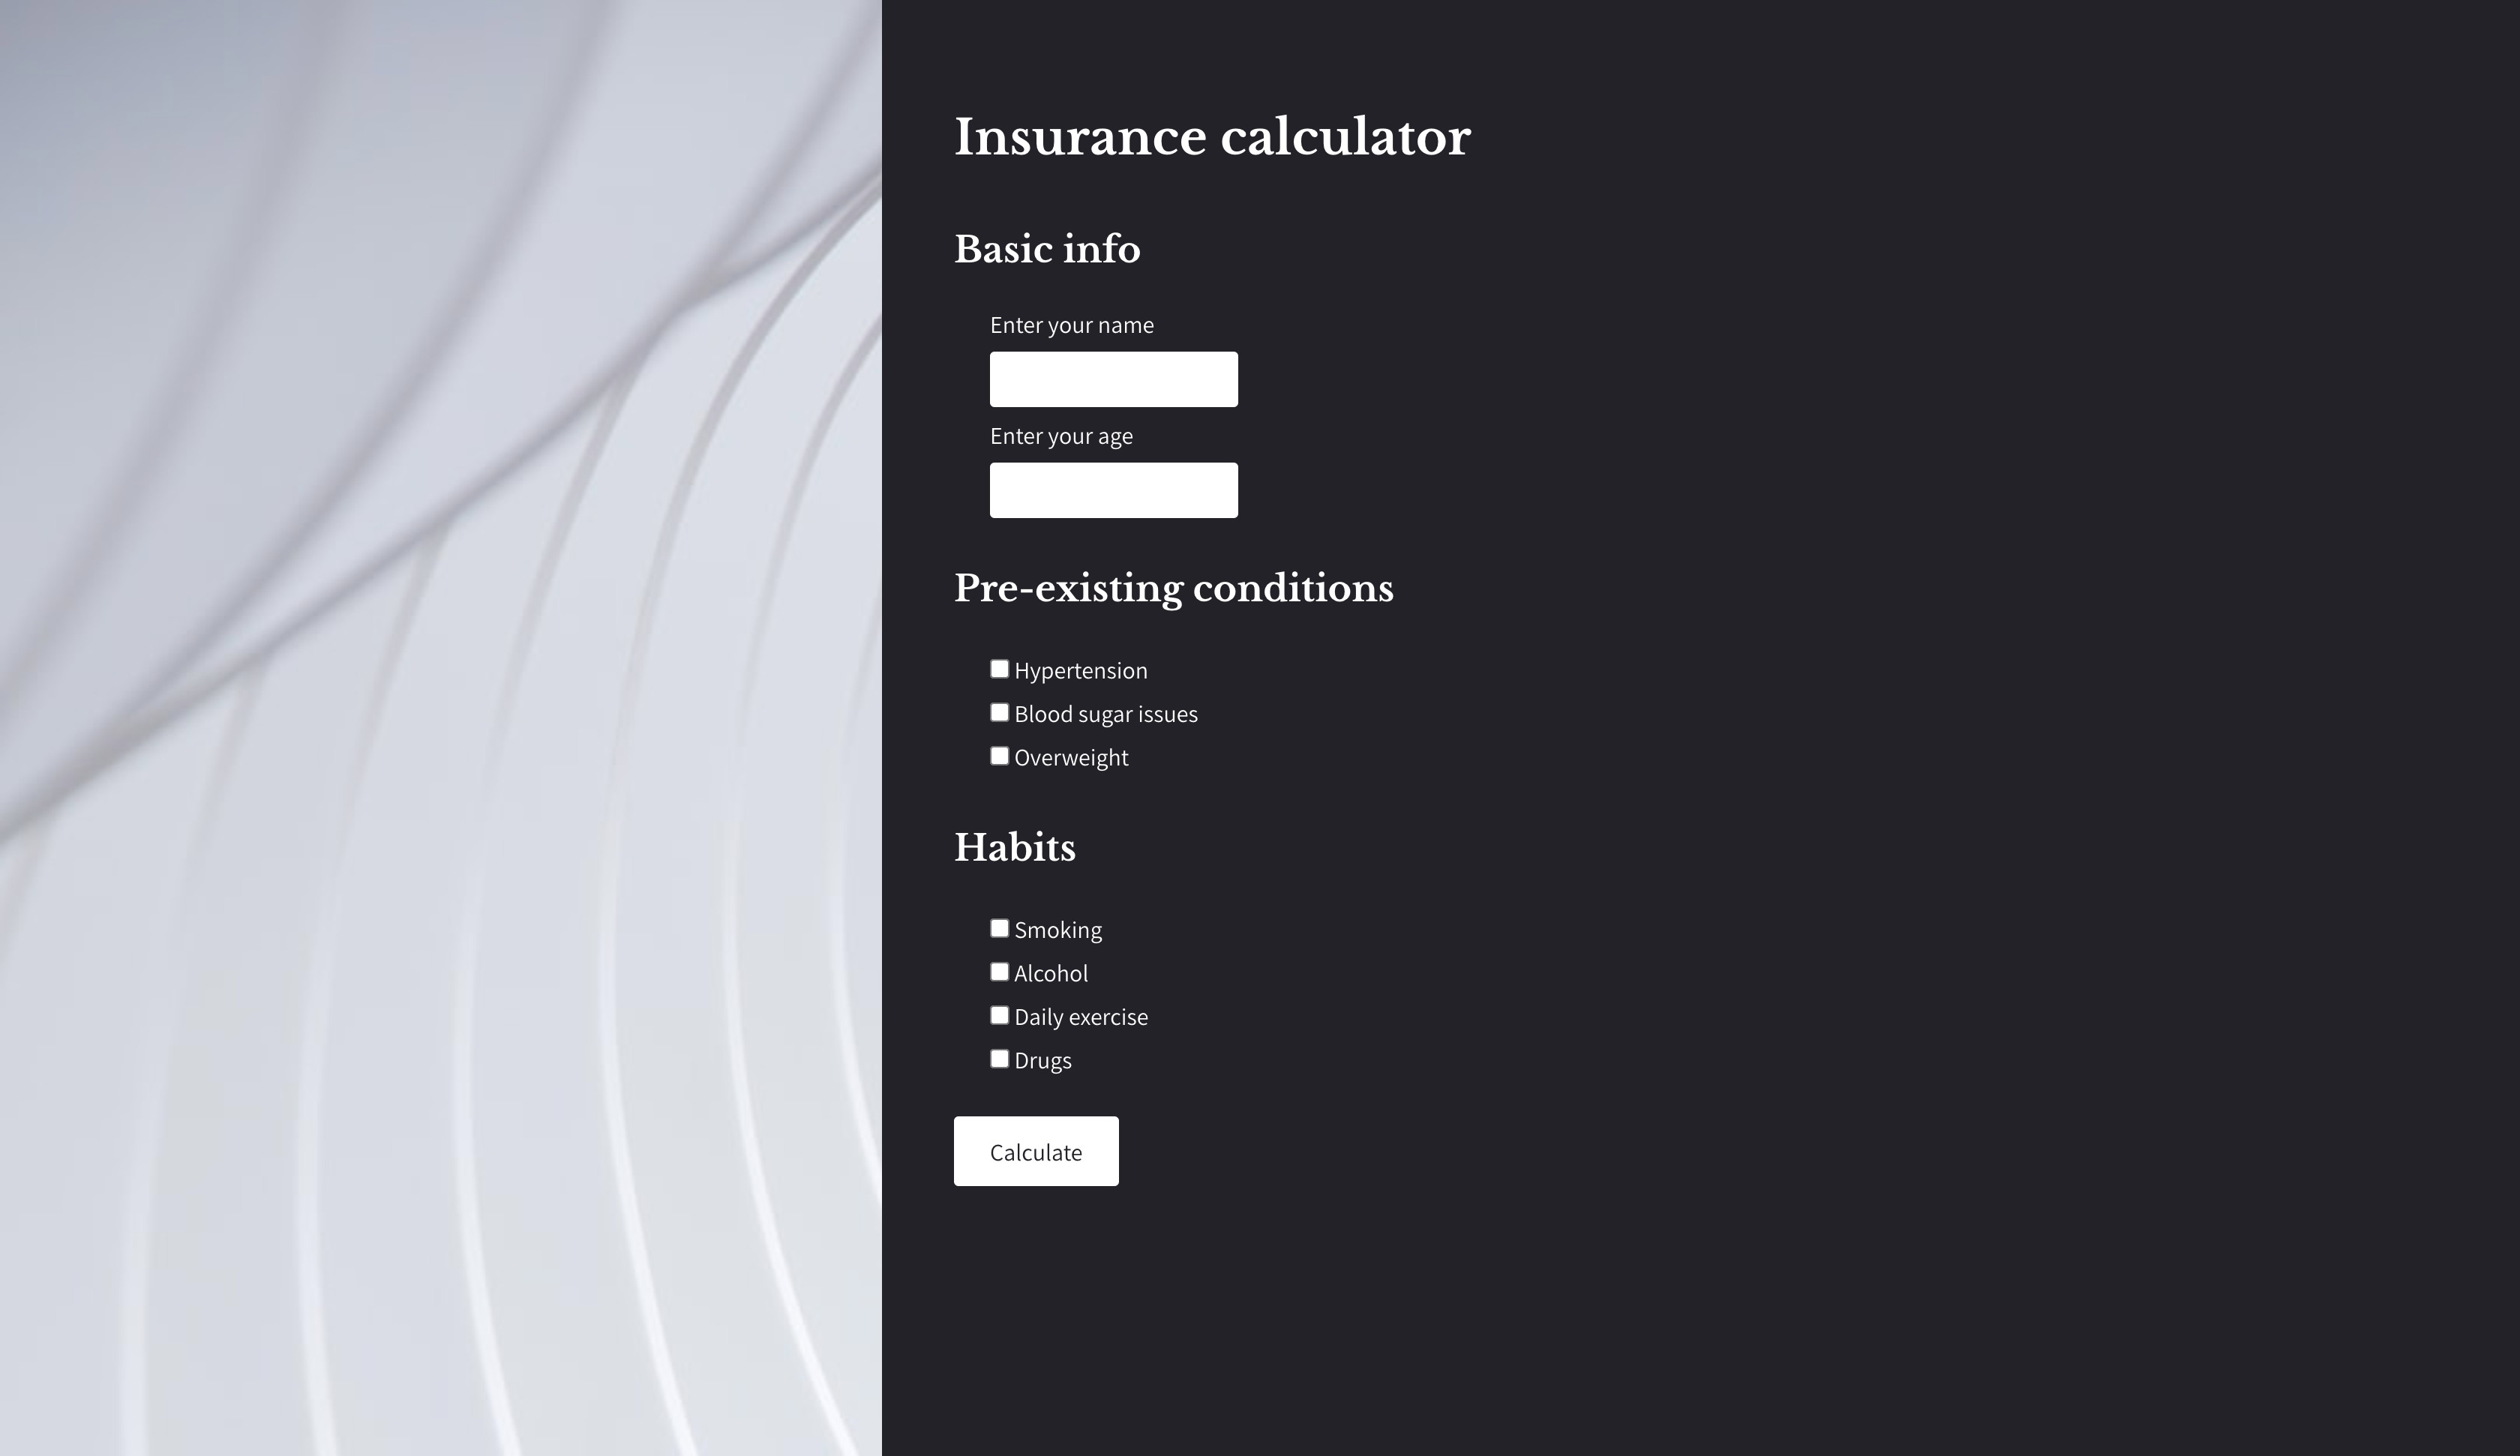 Insurance calculator
Basic info
Enter your name
Enter your age
Pre-existing conditions
Hypertension
Blood sugar issues
Overweight
Habits
Smoking
Alcohol
Daily exercise
Drugs
Calculate